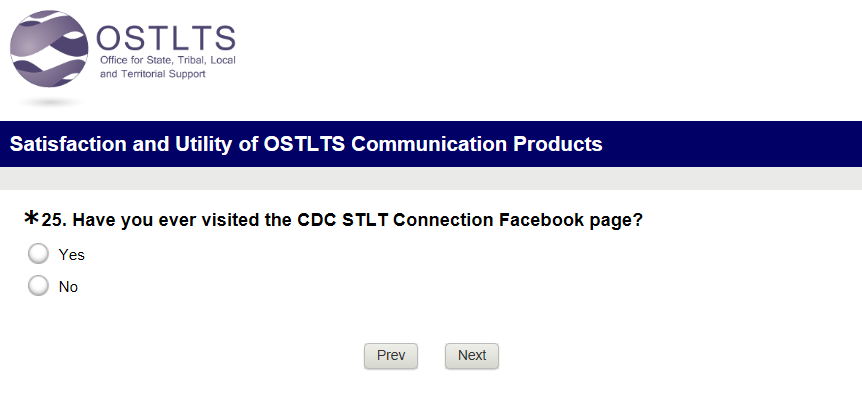 OSTLTS
Office for State, Tribal, Local
and Territorial Support
Satisfaction and Utility of OSTLTS Communication Products
*25. Have you ever visited the CDC STLT Connection Facebook page?
Yes
No
Prev Next